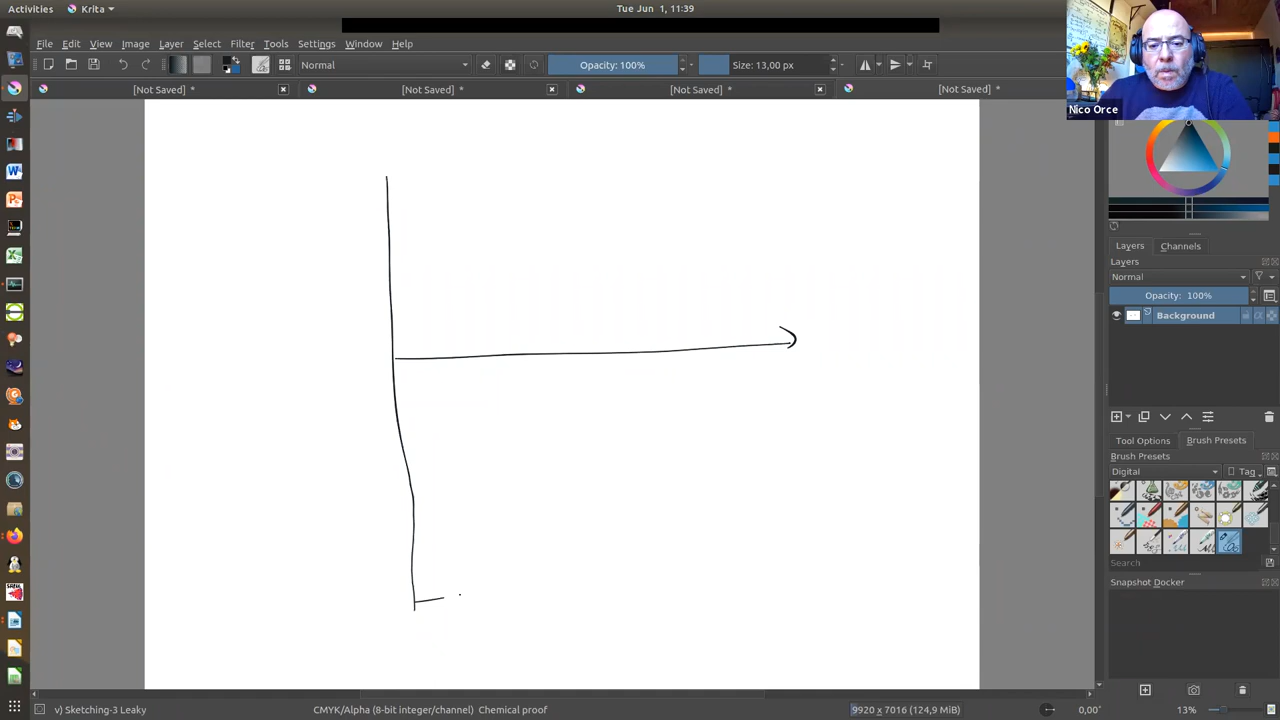 Activities
Krita
Tue Jun 1, 11:39
File Edit View Image Layer Select Filter Tools Settings Window Help
Normal
Opacity: 100%
Size: 13,00 px
[Not Saved] *
[Not Saved] *
[Not Saved] *
[Not Saved] *
Nico Orce
Layers Channels
Layers
Normal
Opacity: 100%
Background
Tool Options Brush Presets
Brush Presets
Digital
Tag
Search
Snapshot Docker
v) Sketching-3 Leaky
CMYK/Alpha (8-bit integer/channel) Chemical proof
9920 x 7016 (124,9 MiB)
0,00°
13%